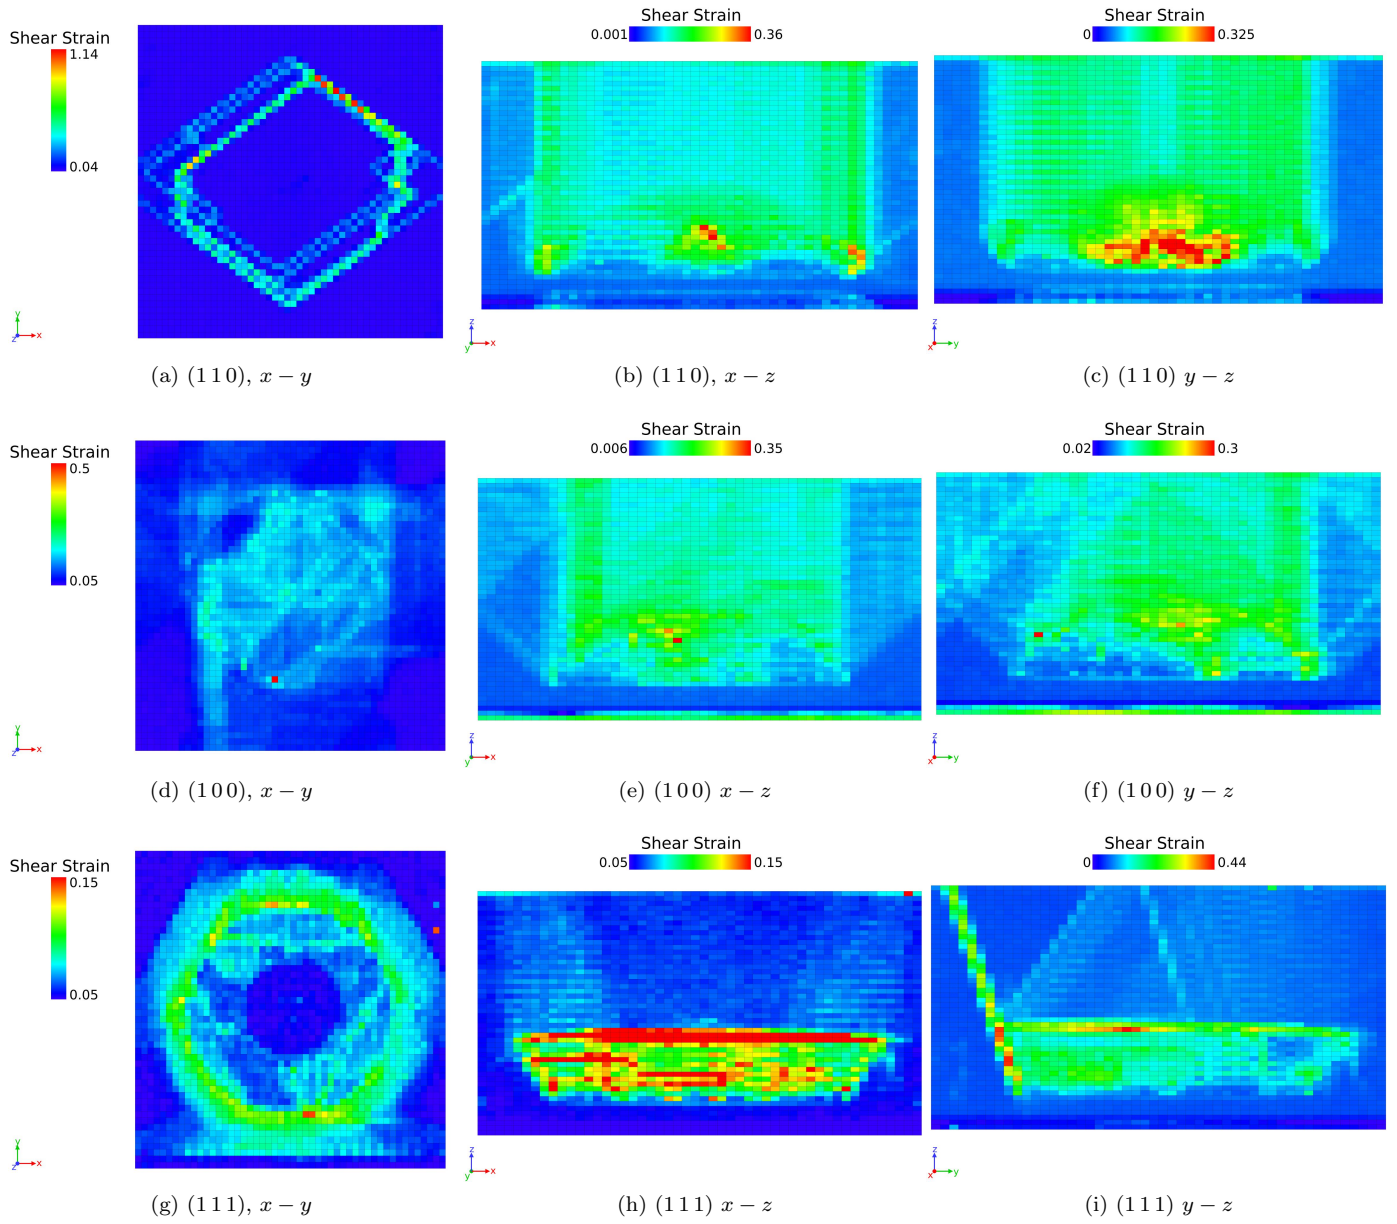 Shear Strain
1.14
0.04
y
z
x
(a) (1 1 0), x − y
Shear Strain
0.001
0.36
z
y
x
(b) (1 1 0), x − z
Shear Strain
0
0.325
z
x
y
(c) (1 1 0) y − z
Shear Strain
0.5
0.05
y
z
x
(d) (1 0 0), x − y
Shear Strain
0.006
0.35
z
y
x
(e) (1 0 0) x − z
Shear Strain
0.02
0.3
z
x
y
(f) (1 0 0) y − z
Shear Strain
0.15
0.05
y
z
x
(g) (1 1 1), x − y
Shear Strain
0.05
0.15
z
y
x
(h) (1 1 1) x − z
Shear Strain
0
0.44
z
x
y
(i) (1 1 1) y − z